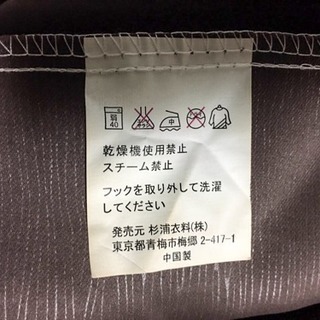 弱
40
中
乾燥機使用禁止
スチーム禁止
フックを取り外して洗濯
してください
発売元 杉浦衣料(株)
東京都青梅市梅郷 2-417-1
中国製